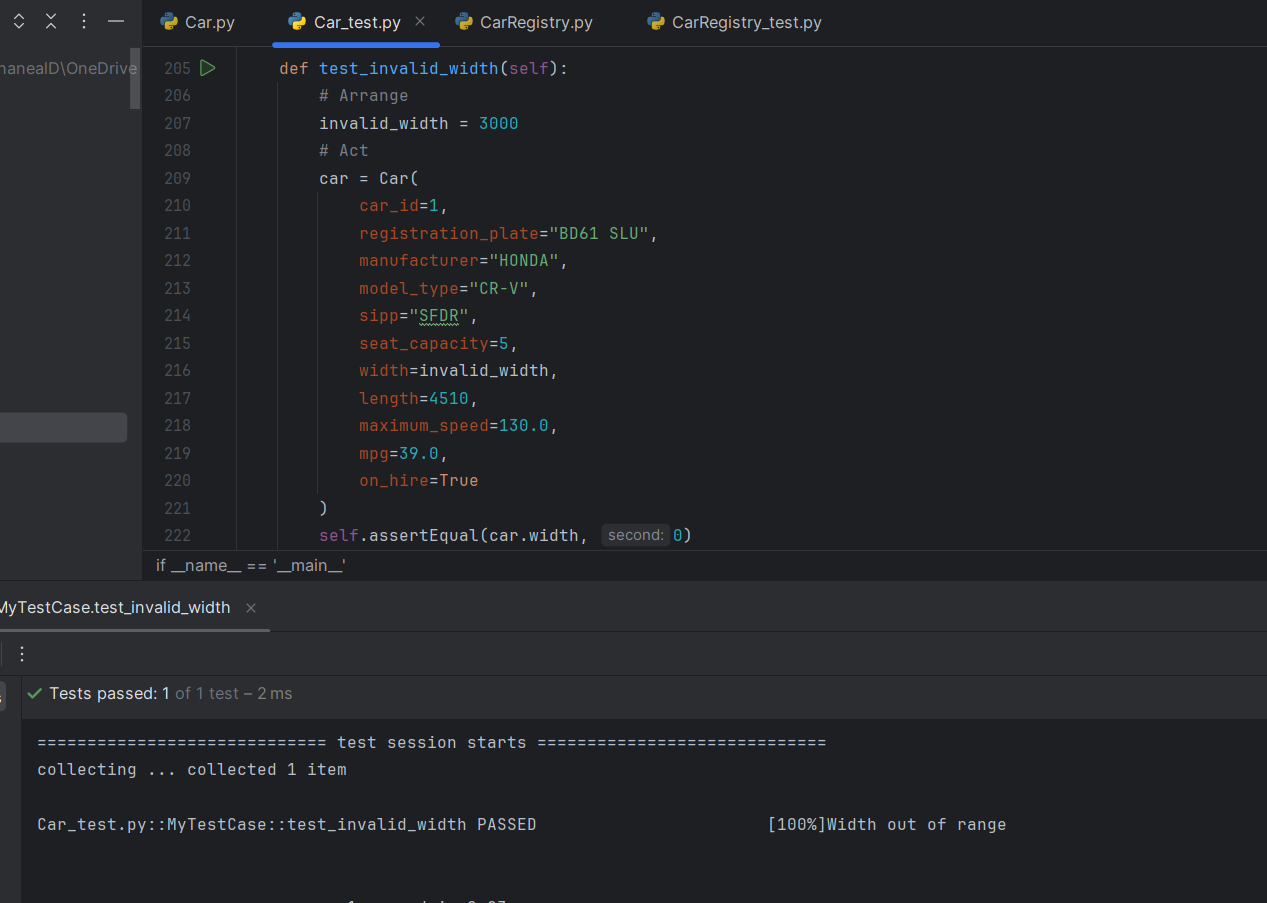 Car.py Car_test.py CarRegistry.py CarRegistry_test.py
\OneDrive
205 def test_invalid_width(self):
206 # Arrange
207 invalid_width = 3000
208 # Act
209 car = Car(
210 car_id=1,
211 registration_plate="BD61 SLU",
212 manufacturer="HONDA",
213 model_type="CR-V",
214 sipp="SFDR",
215 seat_capacity=5,
216 width=invalid_width,
217 length=4510,
218 maximum_speed=130.0,
219 mpg=39.0,
220 on_hire=True
221 )
222 self.assertEqual(car.width, second: 0)
if __name__ == '__main__'
MyTestCase.test_invalid_width
Tests passed: 1 of 1 test – 2 ms
============================= test session starts =============================
collecting ... collected 1 item
Car_test.py::MyTestCase::test_invalid_width PASSED [100%]Width out of range